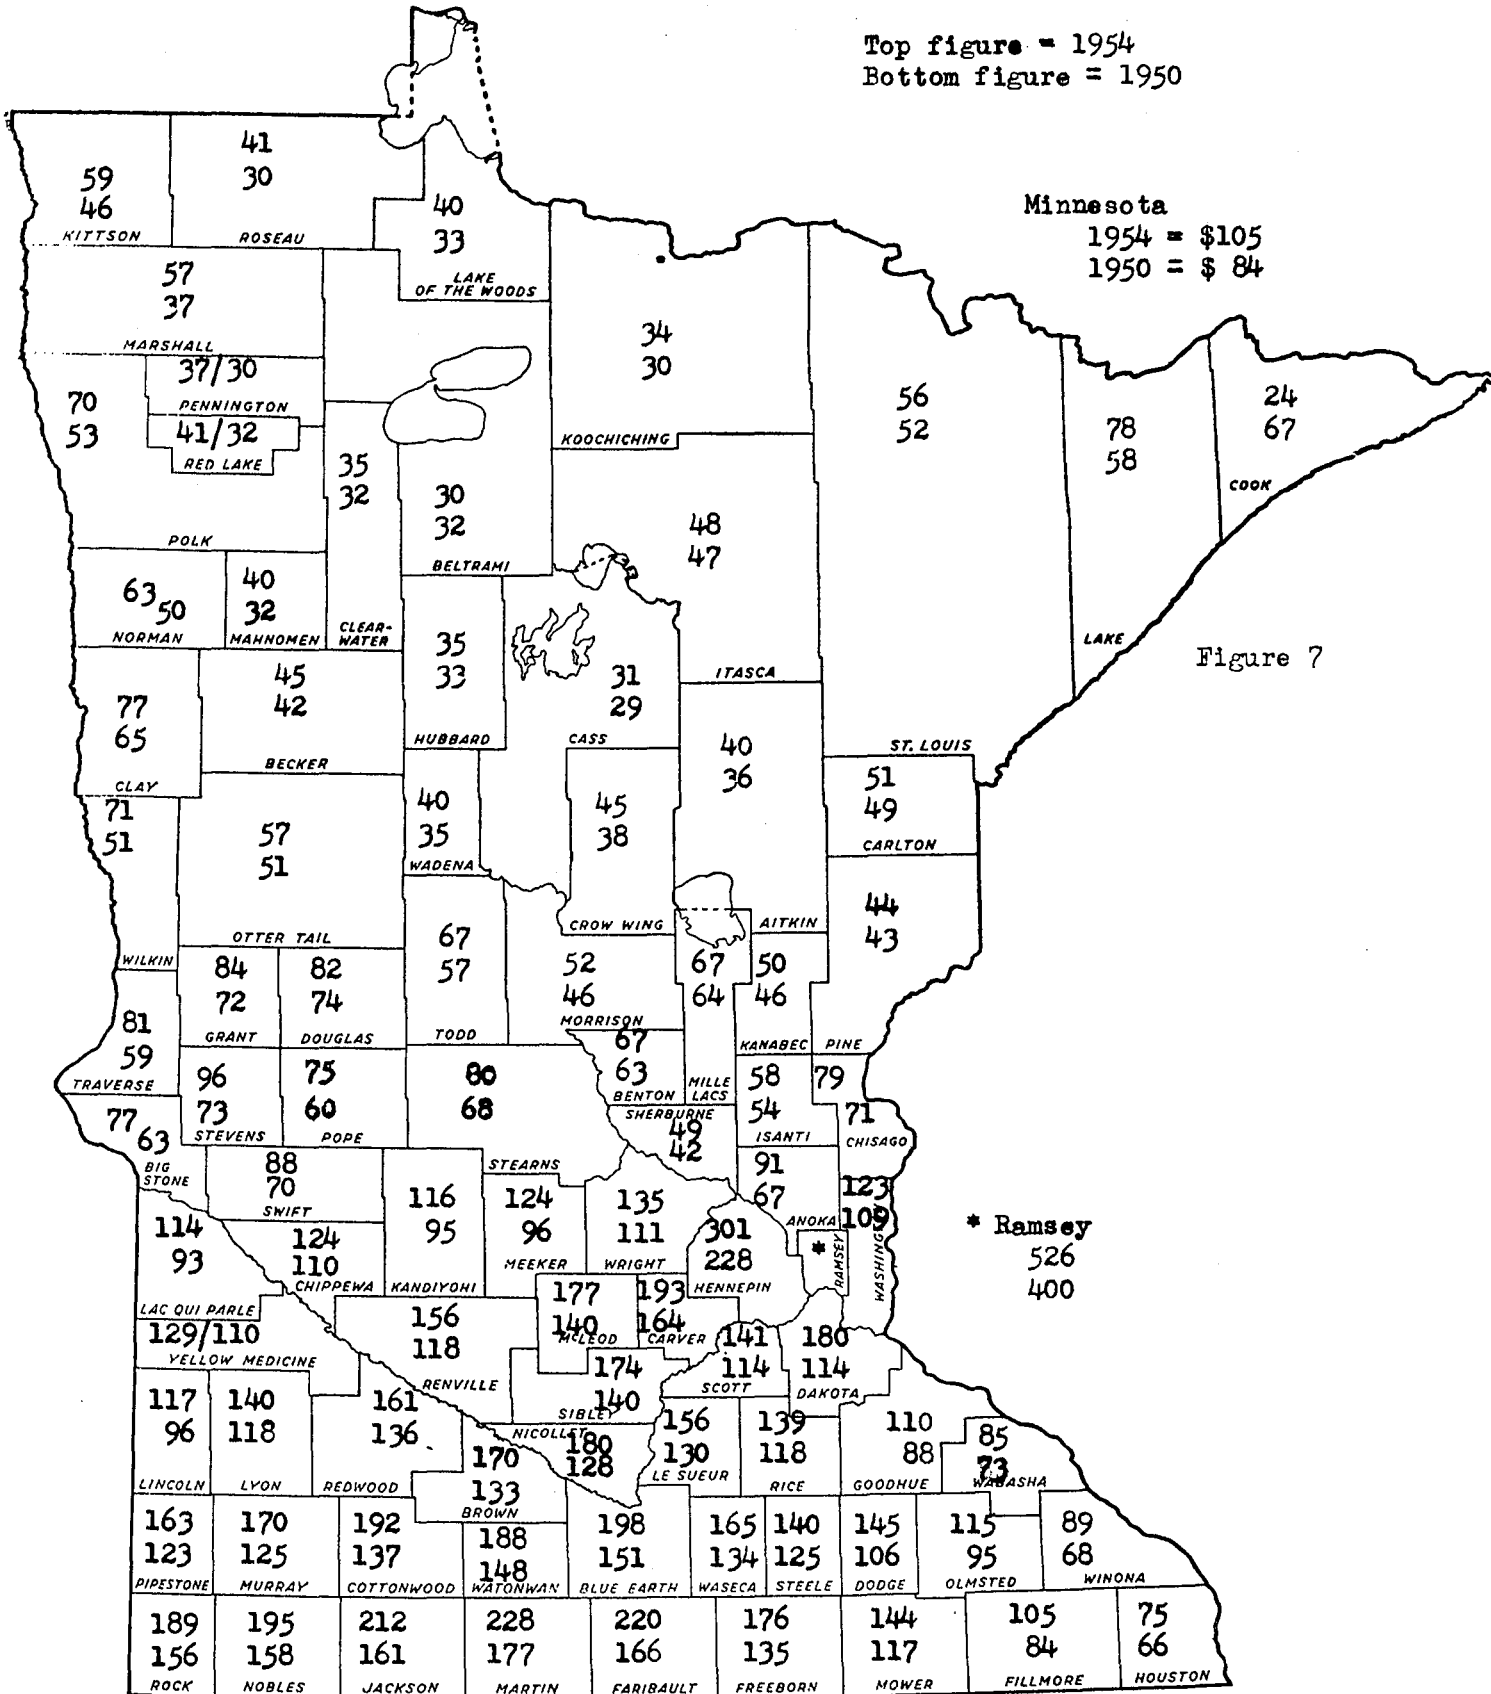 Top figure = 1954
Bottom figure = 1950
Minnesota
1954 = $105
1950 = $ 84
59
46
KITTSON
41
30
ROSEAU
40
33
LAKE
OF THE WOODS
57
37
MARSHALL
34
30
KOOCHICHING
37/30
PENNINGTON
41/32
RED LAKE
70
53
POLK
35
32
CLEAR-
WATER
30
32
BELTRAMI
56
52
ST. LOUIS
78
58
LAKE
24
67
COOK
48
47
ITASCA
63
50
NORMAN
40
32
MAHNOMEN
35
33
HUBBARD
31
29
CASS
Figure 7
77
65
CLAY
45
42
BECKER
40
36
AITKIN
51
49
CARLTON
71
51
WILKIN
57
51
OTTER TAIL
40
35
WADENA
45
38
CROW WING
44
43
PINE
84
72
GRANT
82
74
DOUGLAS
67
57
TODD
52
46
MORRISON
67
64
MILLE
LACS
50
46
KANABEC
81
59
TRAVERSE
96
73
STEVENS
75
60
POPE
80
68
STEARNS
67
63
BENTON
58
54
ISANTI
79
71
CHISAGO
77
63
BIG
STONE
88
70
SWIFT
SHERBURNE
49
42
91
67
ANOKA
123
109
WASHINGTON
114
93
LAC QUI PARLE
124
110
CHIPPEWA
116
95
KANDIYOHI
124
96
MEEKER
135
111
WRIGHT
301
228
HENNEPIN
*
RAMSEY
* Ramsey
526
400
129/110
YELLOW MEDICINE
156
118
RENVILLE
177
140
McLEOD
193
164
CARVER
141
114
SCOTT
180
114
DAKOTA
174
140
SIBLEY
117
96
LINCOLN
140
118
LYON
161
136
REDWOOD
170
133
BROWN
NICOLLET
180
128
156
130
LE SUEUR
139
118
RICE
110
88
GOODHUE
85
73
WABASHA
163
123
PIPESTONE
170
125
MURRAY
192
137
COTTONWOOD
188
148
WATONWAN
198
151
BLUE EARTH
165
134
WASECA
140
125
STEELE
145
106
DODGE
115
95
OLMSTED
89
68
WINONA
189
156
ROCK
195
158
NOBLES
212
161
JACKSON
228
177
MARTIN
220
166
FARIBAULT
176
135
FREEBORN
144
117
MOWER
105
84
FILLMORE
75
66
HOUSTON